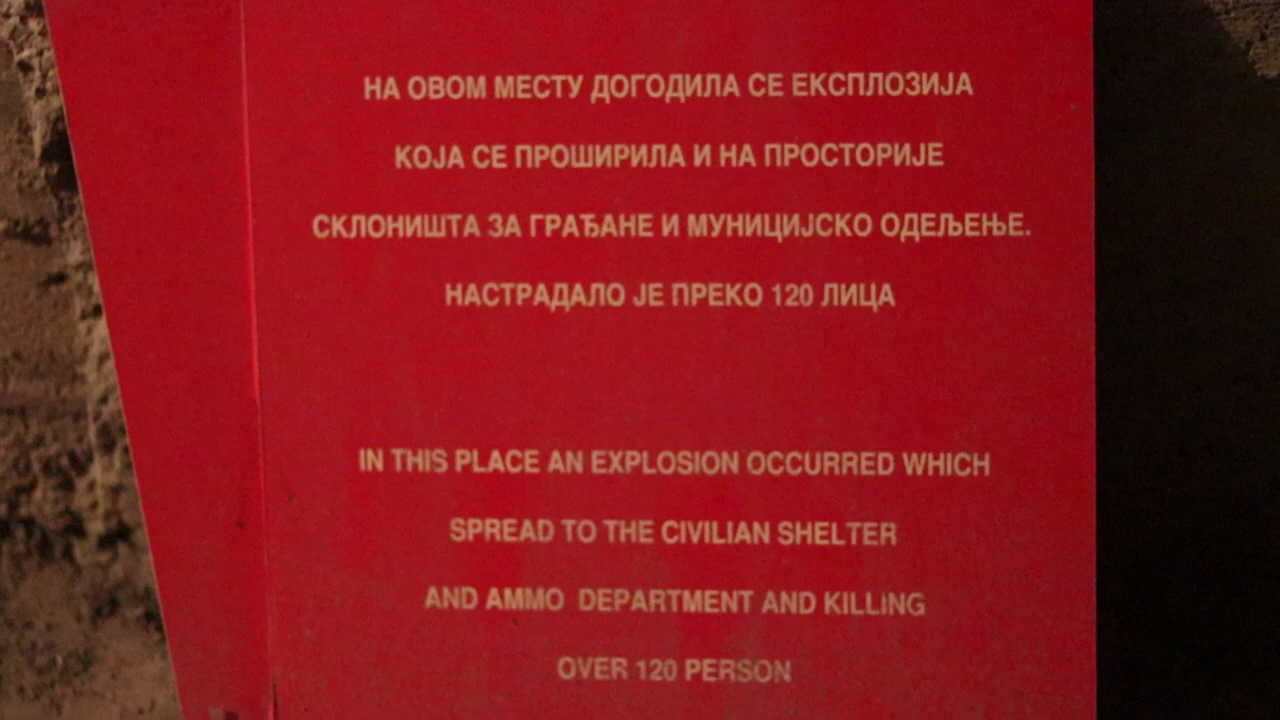 НА ОВОМ МЕСТУ ДОГОДИЛА СЕ ЕКСПЛОЗИЈА
КОЈА СЕ ПРОШИРИЛА И НА ПРОСТОРИЈЕ
СКЛОНИШТА ЗА ГРАЂАНЕ И МУНИЦИЈСКО ОДЕЉЕЊЕ.
НАСТРАДАЛО ЈЕ ПРЕКО 120 ЛИЦА
IN THIS PLACE AN EXPLOSION OCCURRED WHICH
SPREAD TO THE CIVILIAN SHELTER
AND AMMO DEPARTMENT AND KILLING
OVER 120 PERSON